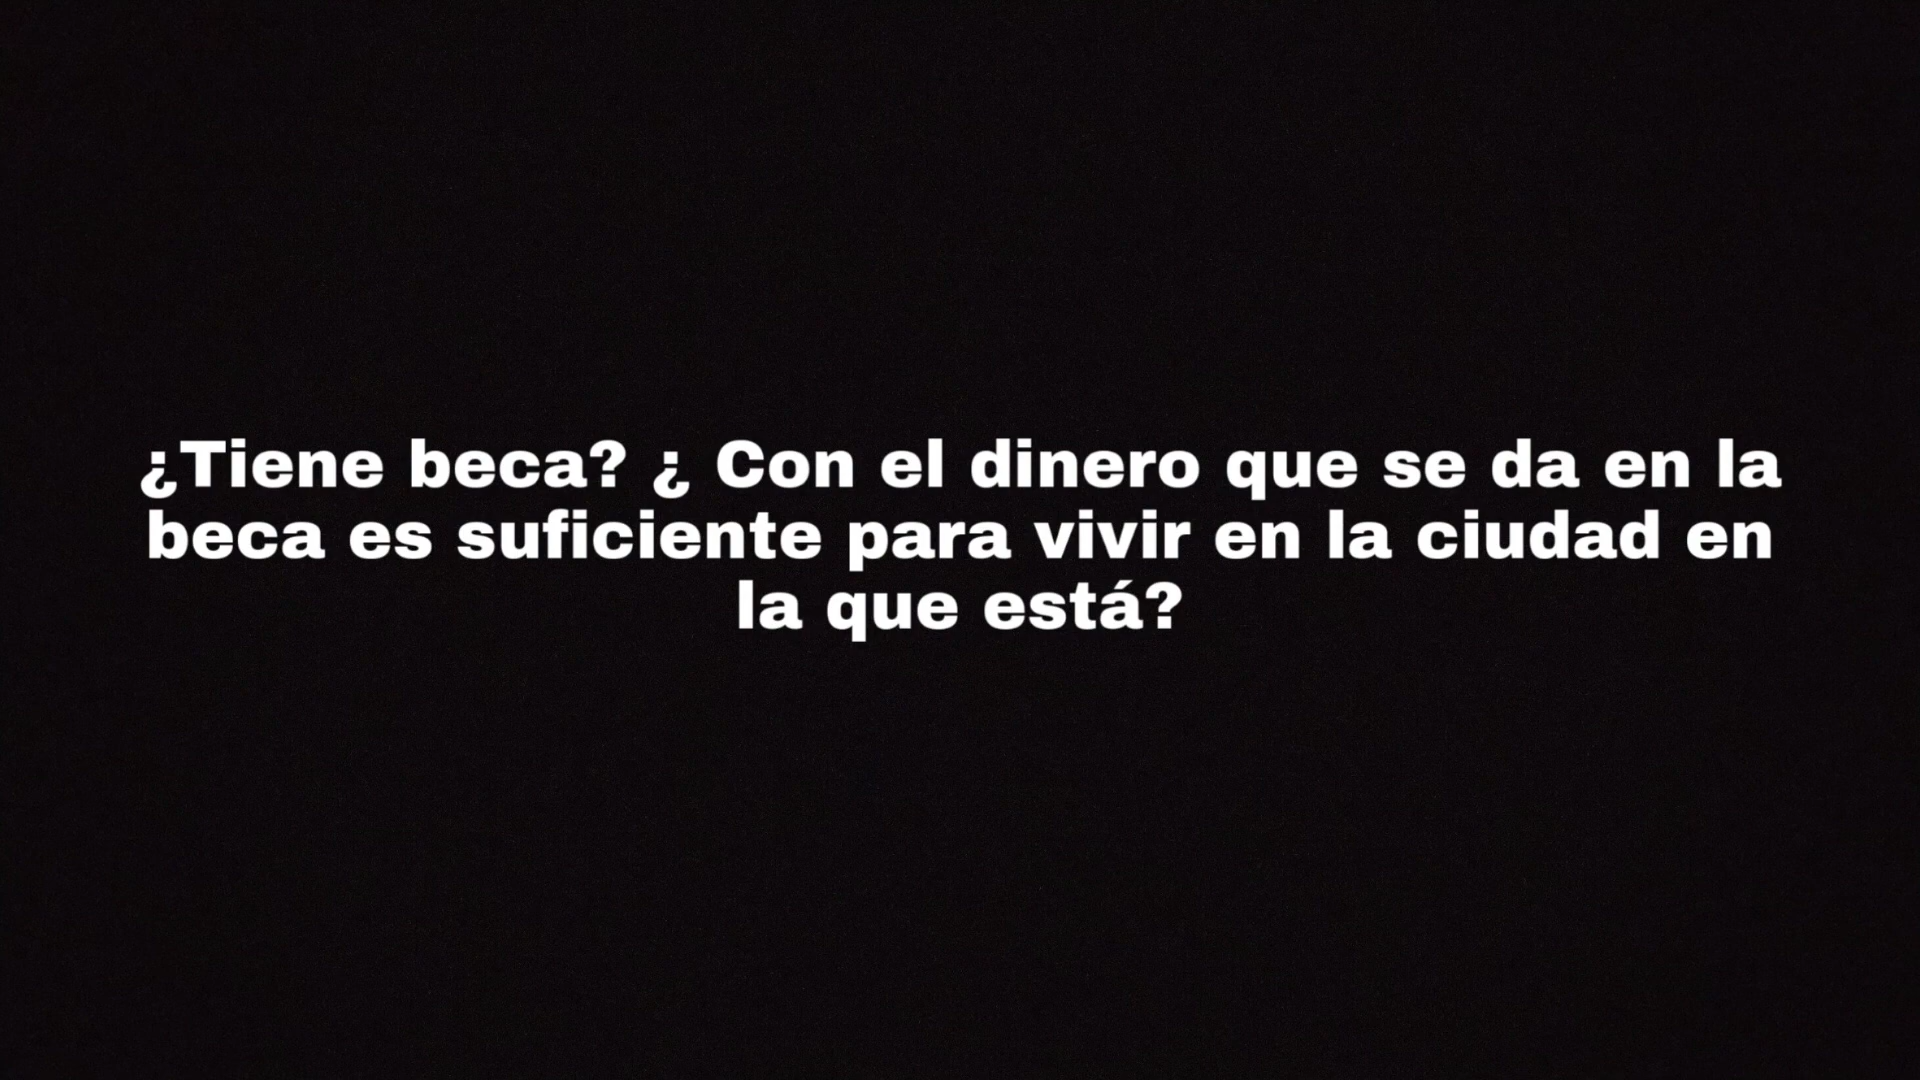 ¿Tiene beca? ¿ Con el dinero que se da en la
beca es suficiente para vivir en la ciudad en
la que está?